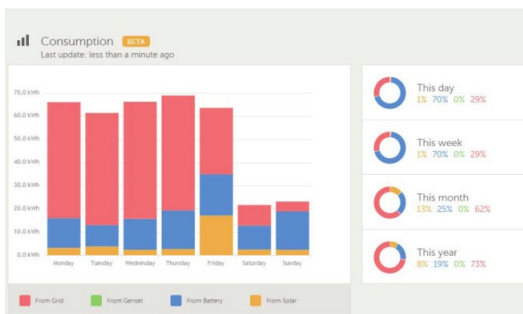 Consumption BETA
Last update: less than a minute ago
70.0 kWh
60.0 kWh
50.0 kWh
40.0 kWh
30.0 kWh
20.0 kWh
10.0 kWh
0.0 kWh
Monday Tuesday Wednesday Thursday Friday Saturday Sunday
From Grid From Genset From Battery From Solar
This day
1% 70% 0% 29%
This week
1% 70% 0% 29%
This month
13% 25% 0% 62%
This year
8% 19% 0% 73%